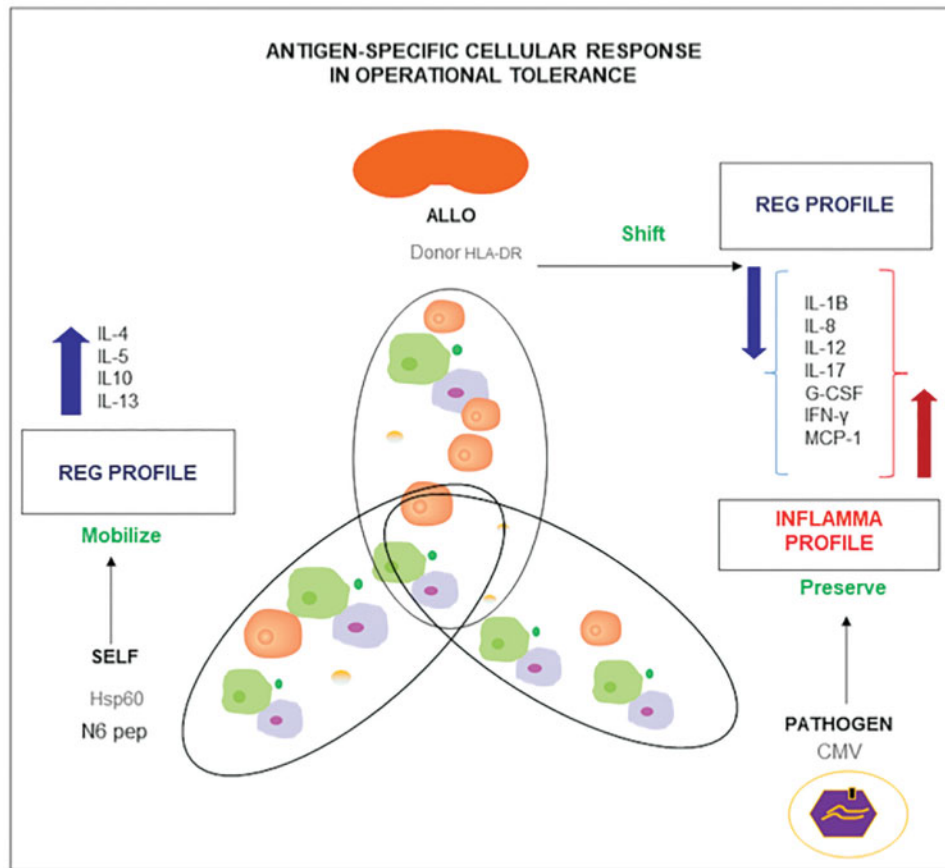 ANTIGEN-SPECIFIC CELLULAR RESPONSE
IN OPERATIONAL TOLERANCE
ALLO
Donor HLA-DR
Shift
REG PROFILE
IL-1B
IL-8
IL-12
IL-17
G-CSF
IFN-γ
MCP-1
INFLAMMA
PROFILE
Preserve
PATHOGEN
CMV
IL-4
IL-5
IL10
IL-13
REG PROFILE
Mobilize
SELF
Hsp60
N6 pep